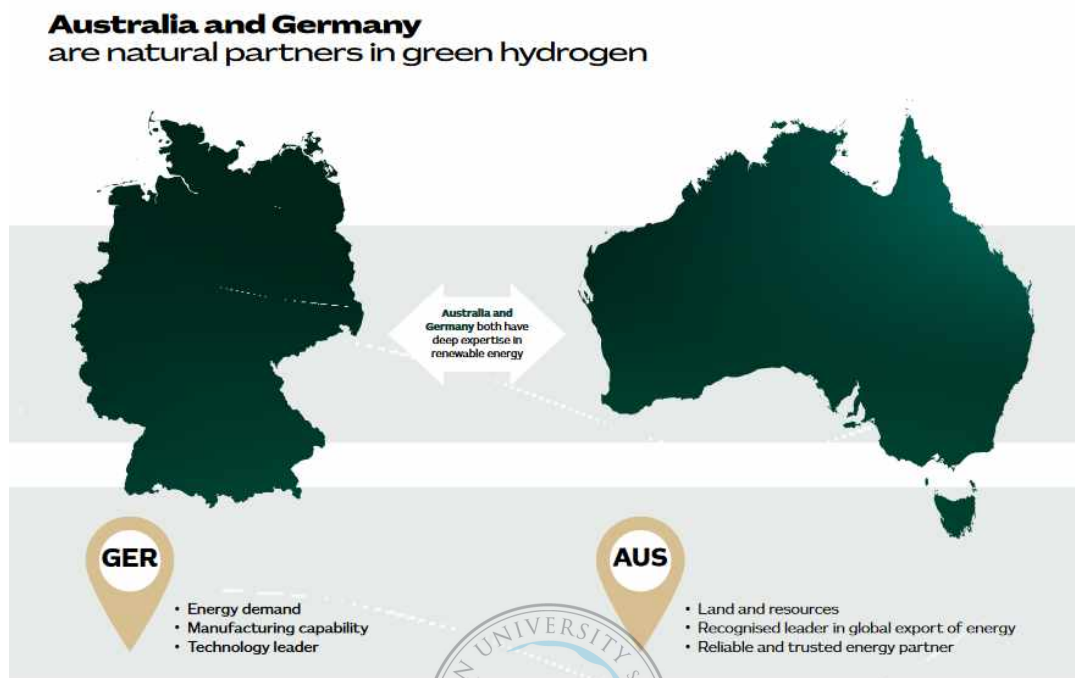 Australia and Germany
are natural partners in green hydrogen
Australia and
Germany both have
deep expertise in
renewable energy
GER
• Energy demand
• Manufacturing capability
• Technology leader
AUS
• Land and resources
• Recognised leader in global export of energy
• Reliable and trusted energy partner
UNIVERSITY